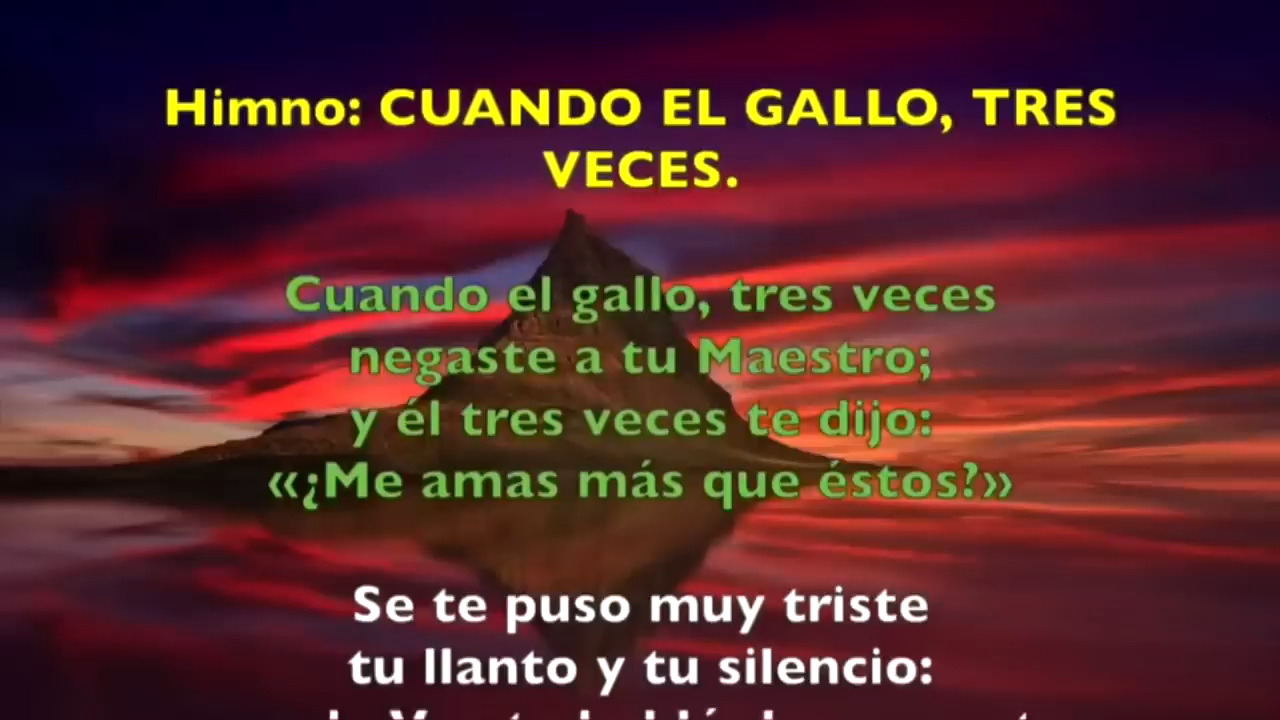 Himno: CUANDO EL GALLO, TRES
VECES.
Cuando el gallo, tres veces
negaste a tu Maestro;
y él tres veces te dijo:
«¿Me amas más que éstos?»
Se te puso muy triste
tu llanto y tu silencio: